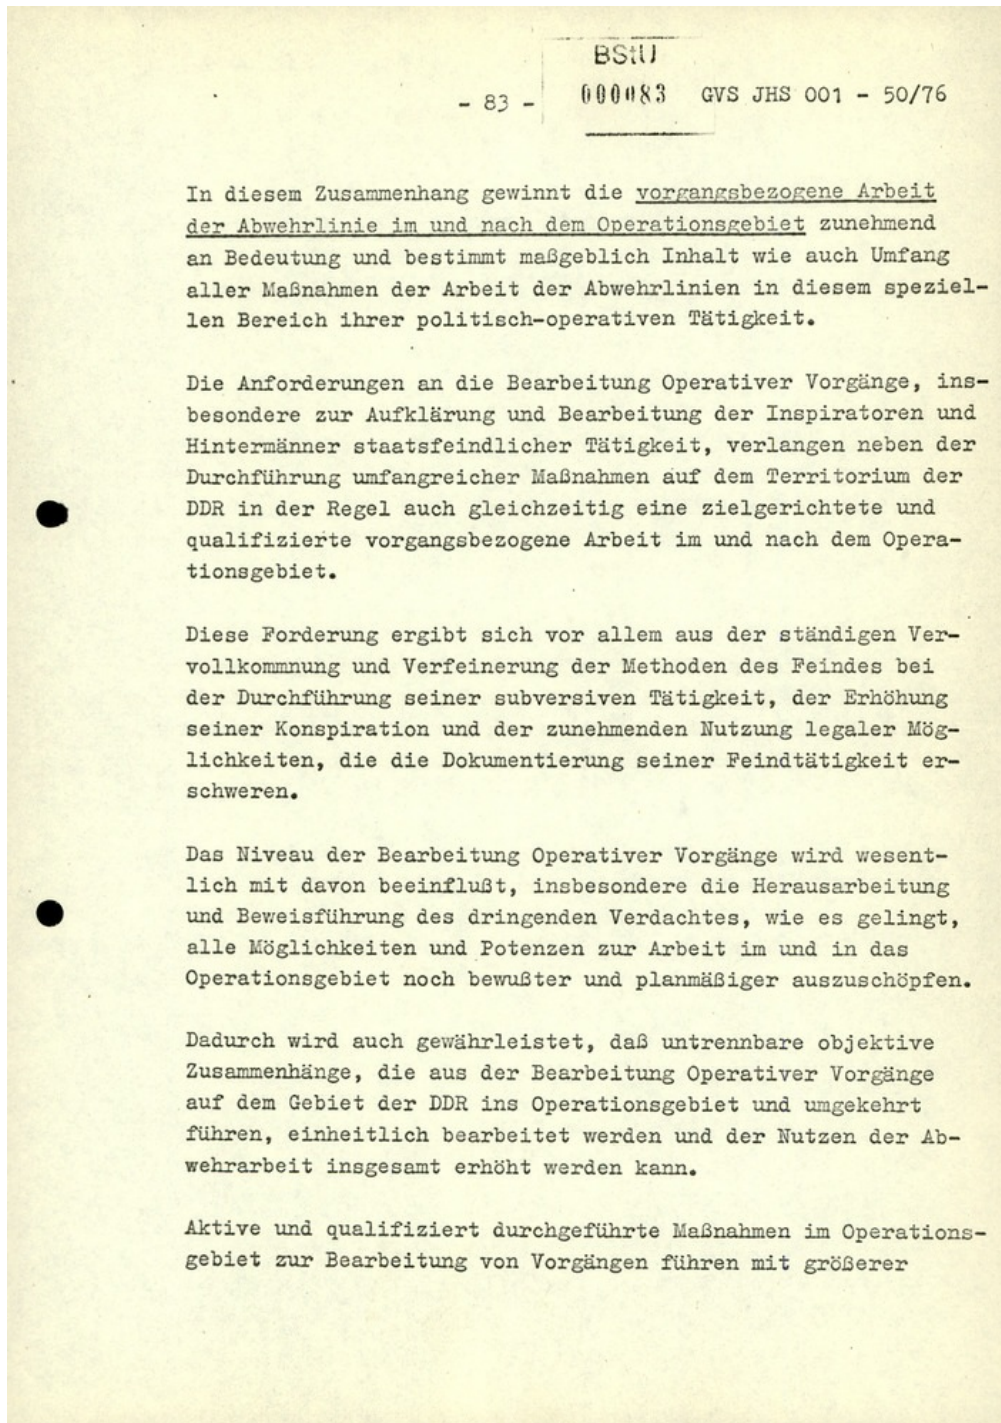 BStU
- 83 - 000083 GVS JHS 001 - 50/76
In diesem Zusammenhang gewinnt die vorgangsbezogene Arbeit
der Abwehrlinie im und nach dem Operationsgebiet zunehmend
an Bedeutung und bestimmt maßgeblich Inhalt wie auch Umfang
aller Maßnahmen der Arbeit der Abwehrlinien in diesem speziel-
len Bereich ihrer politisch-operativen Tätigkeit.
Die Anforderungen an die Bearbeitung Operativer Vorgänge, ins-
besondere zur Aufklärung und Bearbeitung der Inspiratoren und
Hintermänner staatsfeindlicher Tätigkeit, verlangen neben der
Durchführung umfangreicher Maßnahmen auf dem Territorium der
DDR in der Regel auch gleichzeitig eine zielgerichtete und
qualifizierte vorgangsbezogene Arbeit im und nach dem Opera-
tionsgebiet.
Diese Forderung ergibt sich vor allem aus der ständigen Ver-
vollkommnung und Verfeinerung der Methoden des Feindes bei
der Durchführung seiner subversiven Tätigkeit, der Erhöhung
seiner Konspiration und der zunehmenden Nutzung legaler Mög-
lichkeiten, die die Dokumentierung seiner Feindtätigkeit er-
schweren.
Das Niveau der Bearbeitung Operativer Vorgänge wird wesent-
lich mit davon beeinflußt, insbesondere die Herausarbeitung
und Beweisführung des dringenden Verdachtes, wie es gelingt,
alle Möglichkeiten und Potenzen zur Arbeit im und in das
Operationsgebiet noch bewußter und planmäßiger auszuschöpfen.
Dadurch wird auch gewährleistet, daß untrennbare objektive
Zusammenhänge, die aus der Bearbeitung Operativer Vorgänge
auf dem Gebiet der DDR ins Operationsgebiet und umgekehrt
führen, einheitlich bearbeitet werden und der Nutzen der Ab-
wehrarbeit insgesamt erhöht werden kann.
Aktive und qualifiziert durchgeführte Maßnahmen im Operations-
gebiet zur Bearbeitung von Vorgängen führen mit größerer